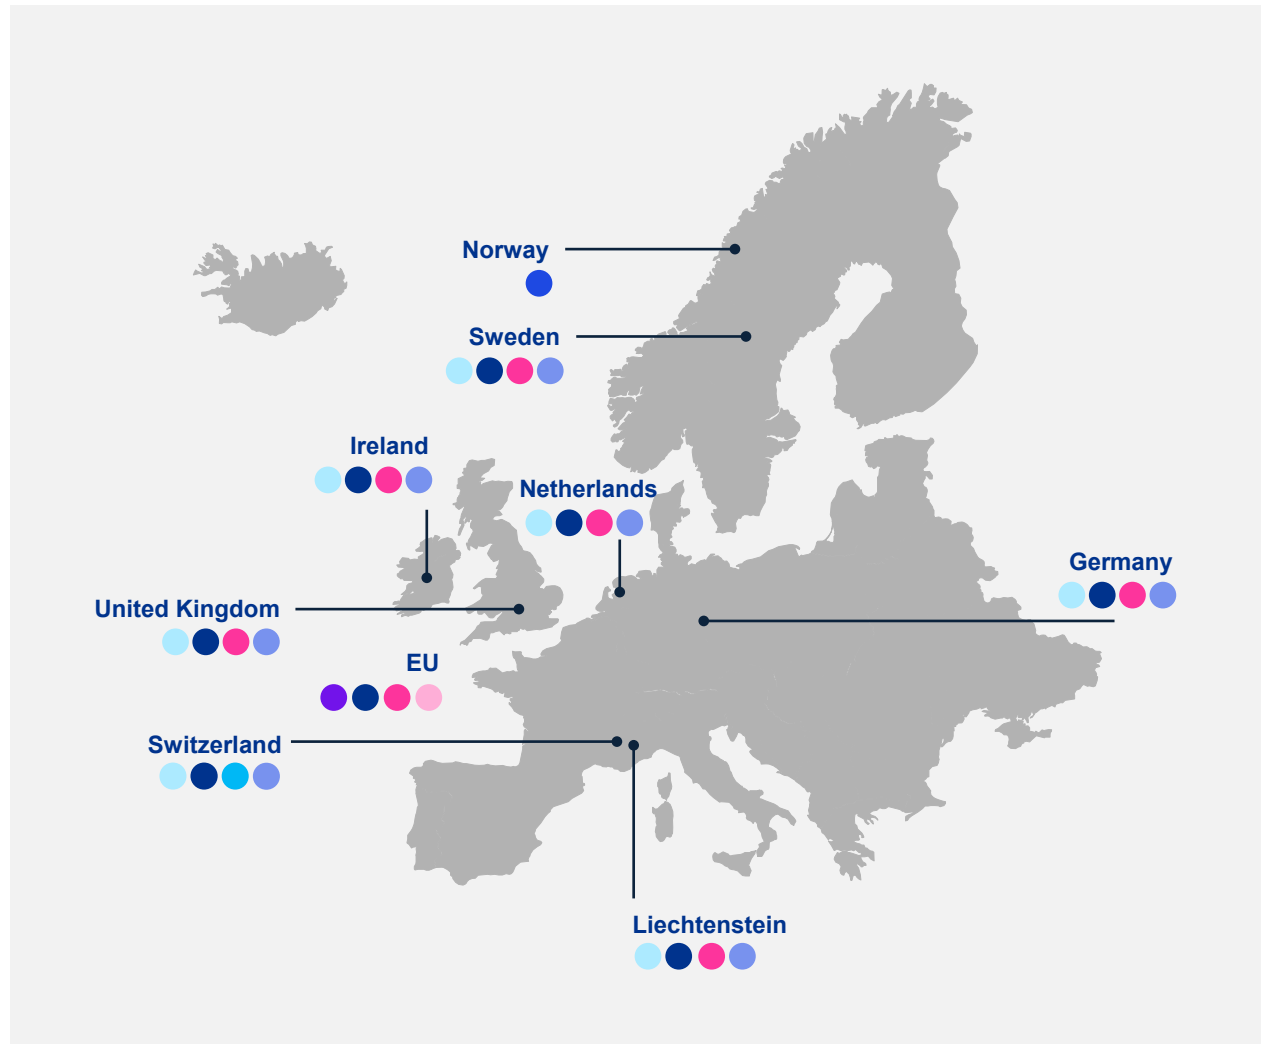 Norway
Sweden
Ireland
Netherlands
Germany
United Kingdom
EU
Switzerland
Liechtenstein